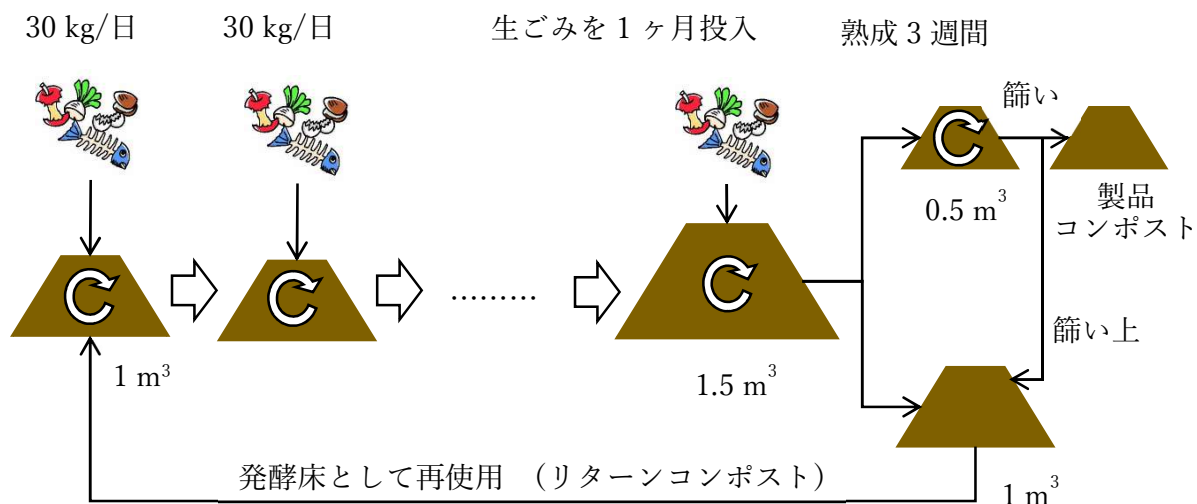 30 kg/日
30 kg/日
生ごみを 1 ヶ月投入
熟成 3 週間
篩い
0.5 m³
製品
コンポスト
篩い上
1 m³
.........
1.5 m³
発酵床として再使用 (リターンコンポスト)
1 m³